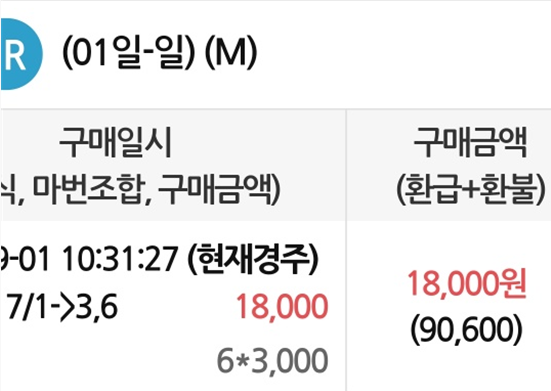 R (01일-일) (M)
구매일시
식, 마번조합, 구매금액)
구매금액
(환급+환불)
9-01 10:31:27 (현재경주)
7/1->3,6 18,000
6*3,000
18,000원
(90,600)